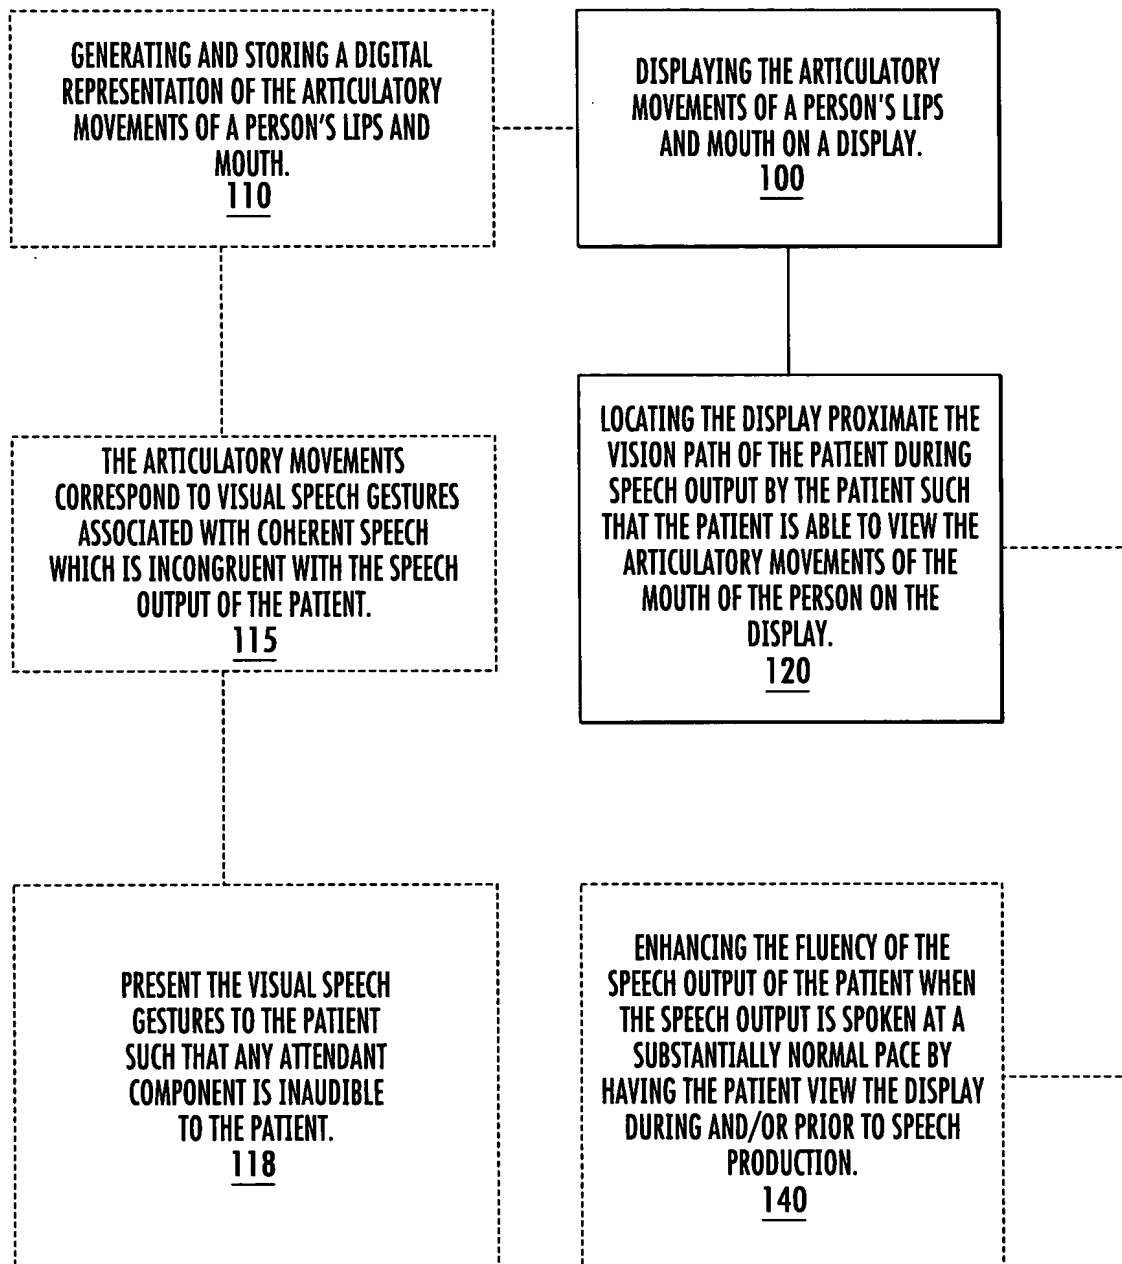 GENERATING AND STORING A DIGITAL
REPRESENTATION OF THE ARTICULATORY
MOVEMENTS OF A PERSON'S LIPS AND
MOUTH.
110
DISPLAYING THE ARTICULATORY
MOVEMENTS OF A PERSON'S LIPS
AND MOUTH ON A DISPLAY.
100
THE ARTICULATORY MOVEMENTS
CORRESPOND TO VISUAL SPEECH GESTURES
ASSOCIATED WITH COHERENT SPEECH
WHICH IS INCONGRUENT WITH THE SPEECH
OUTPUT OF THE PATIENT.
115
LOCATING THE DISPLAY PROXIMATE THE
VISION PATH OF THE PATIENT DURING
SPEECH OUTPUT BY THE PATIENT SUCH
THAT THE PATIENT IS ABLE TO VIEW THE
ARTICULATORY MOVEMENTS OF THE
MOUTH OF THE PERSON ON THE
DISPLAY.
120
PRESENT THE VISUAL SPEECH
GESTURES TO THE PATIENT
SUCH THAT ANY ATTENDANT
COMPONENT IS INAUDIBLE
TO THE PATIENT.
118
ENHANCING THE FLUENCY OF THE
SPEECH OUTPUT OF THE PATIENT WHEN
THE SPEECH OUTPUT IS SPOKEN AT A
SUBSTANTIALLY NORMAL PACE BY
HAVING THE PATIENT VIEW THE DISPLAY
DURING AND/OR PRIOR TO SPEECH
PRODUCTION.
140